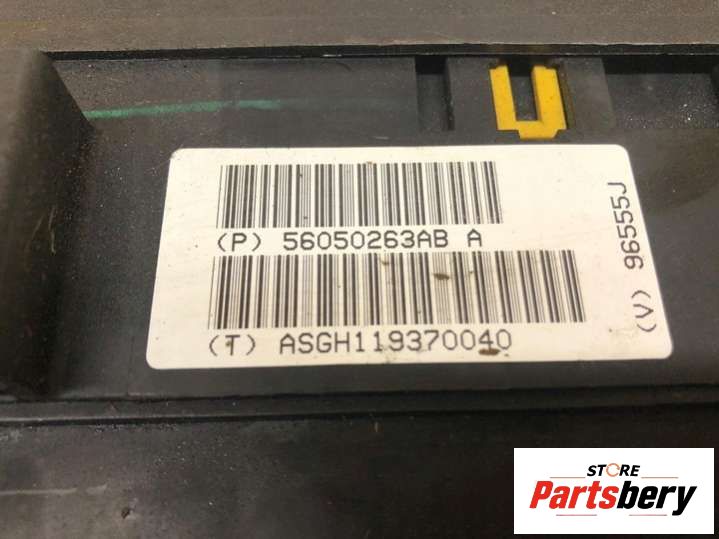 (P) 56050263AB A
(T) ASGH119370040
(V) 96555J
STORE
Partsbery